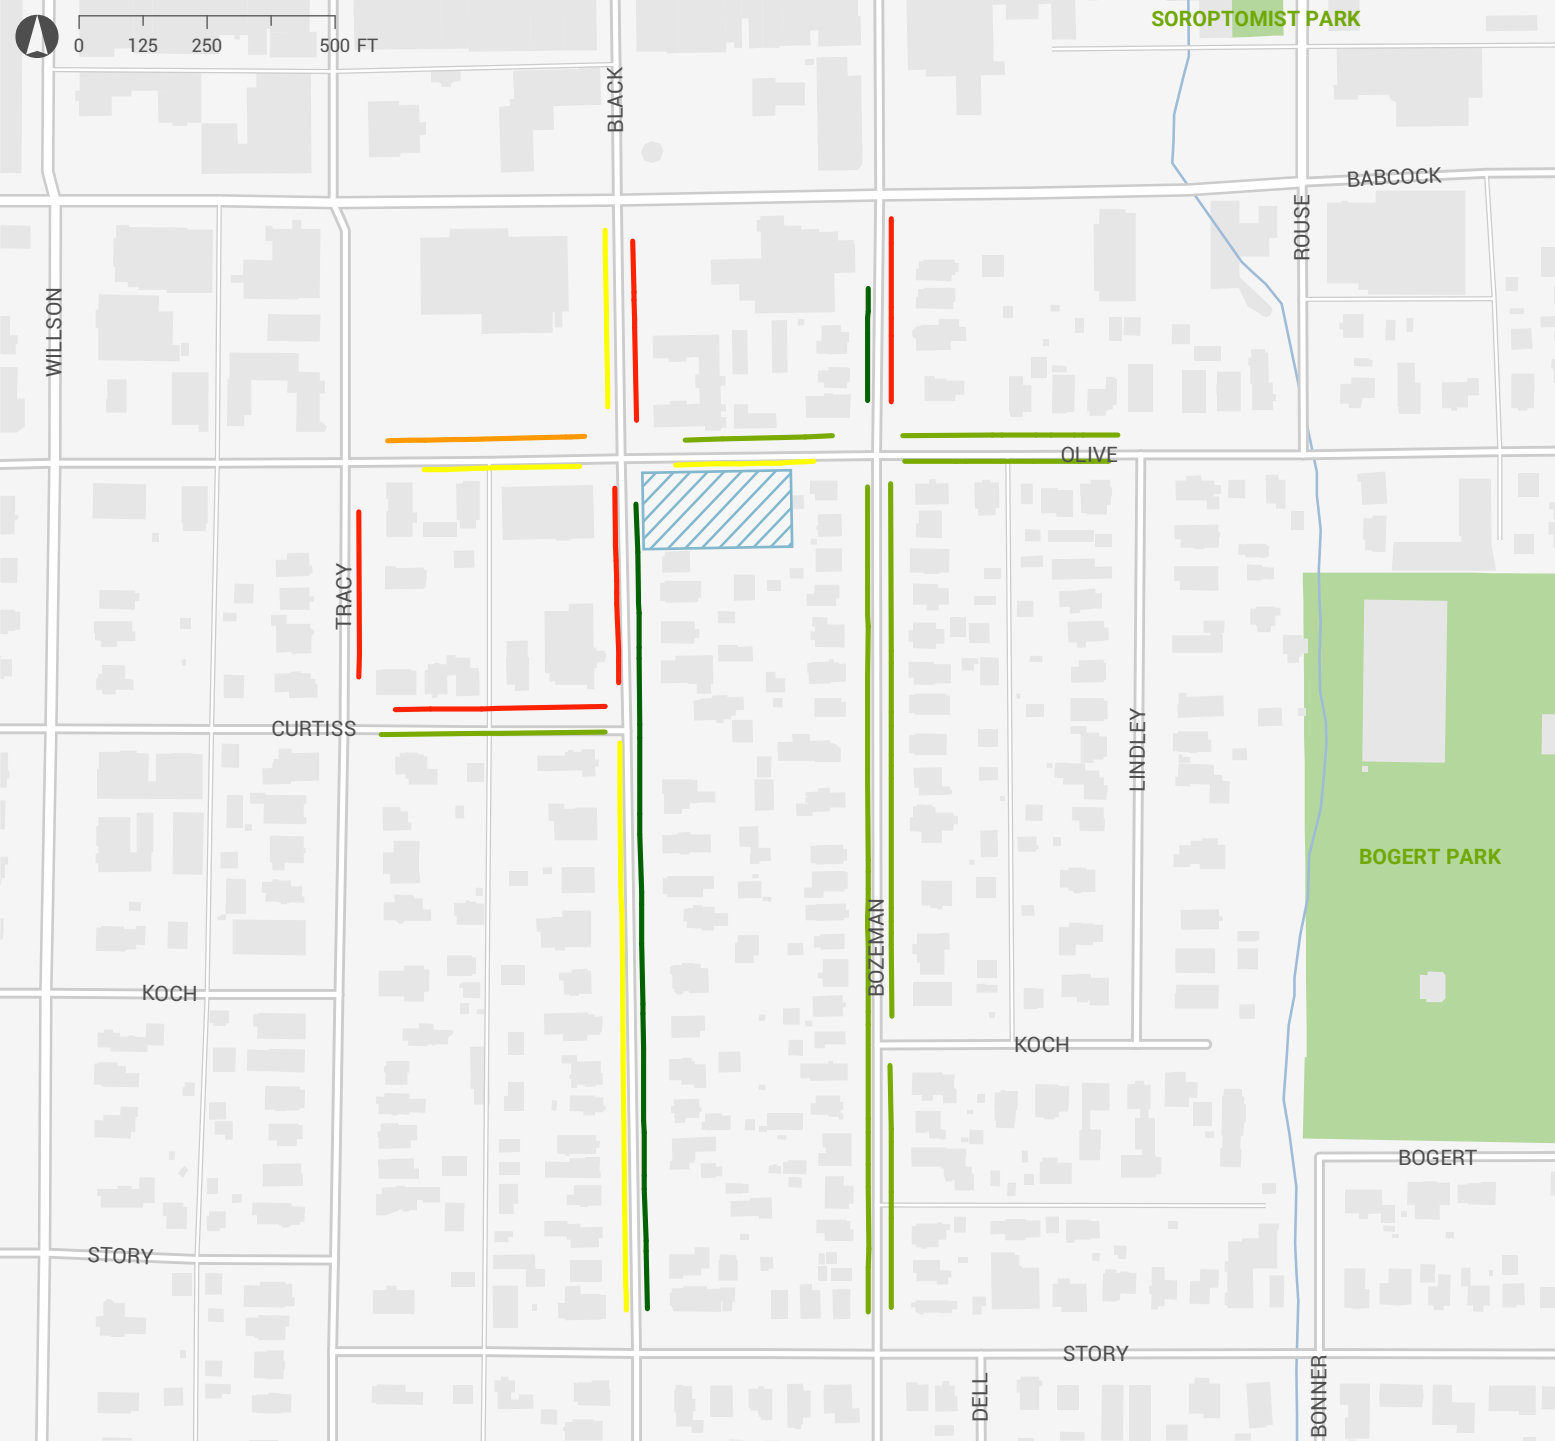 SOROPTOMIST PARK
0 125 250 500 FT
BLACK
BABCOCK
ROUSE
WILLSON
OLIVE
TRACY
CURTISS
LINDLEY
BOGERT PARK
BOZEMAN
KOCH
KOCH
BOGERT
STORY
STORY
DELL
BONNER